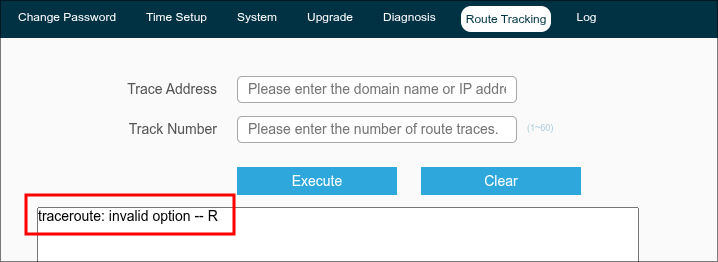 Change Password Time Setup System Upgrade Diagnosis Route Tracking Log
Trace Address Please enter the domain name or IP addre
Track Number Please enter the number of route traces. (1~60)
Execute Clear
traceroute: invalid option -- R